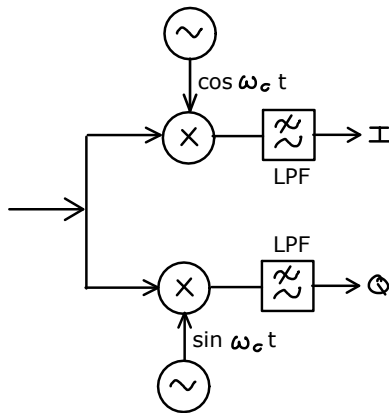 cos ω_c t
I
LPF
LPF
Q
sin ω_c t